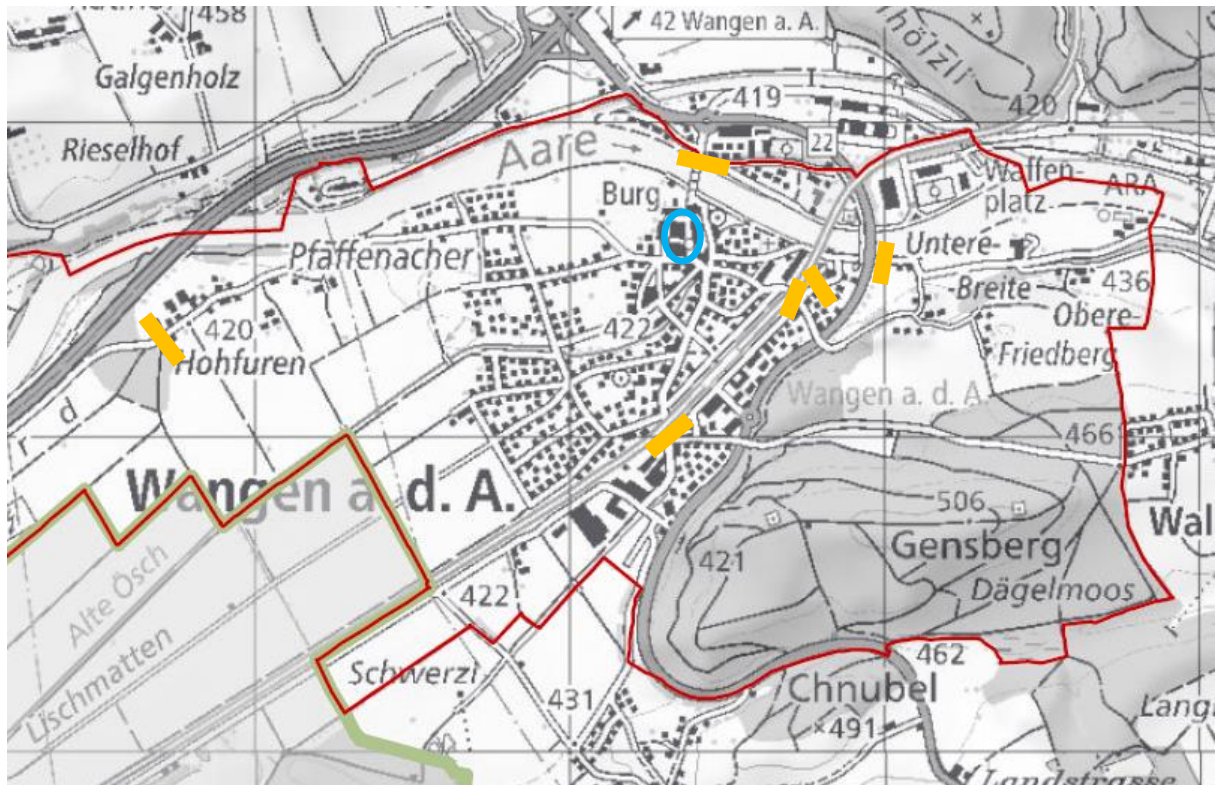 458
42 Wangen a. A.
Galgenholz
hölzli
419
420
Rieselhof
Aare
22
Waffen-
platz
ARA
Burg
Pfaffenacher
Untere-
Breite
436
Obere-
Friedberg
420
Hohfuren
422
Wangen a. d. A.
r d
466
Wangen a. d. A.
506
Wal
Gensberg
421
Dägelmoos
Alte Ösch
422
Lischmatten
Schwerzi
462
431
Chnubel
Lang
×491
Landstrasse